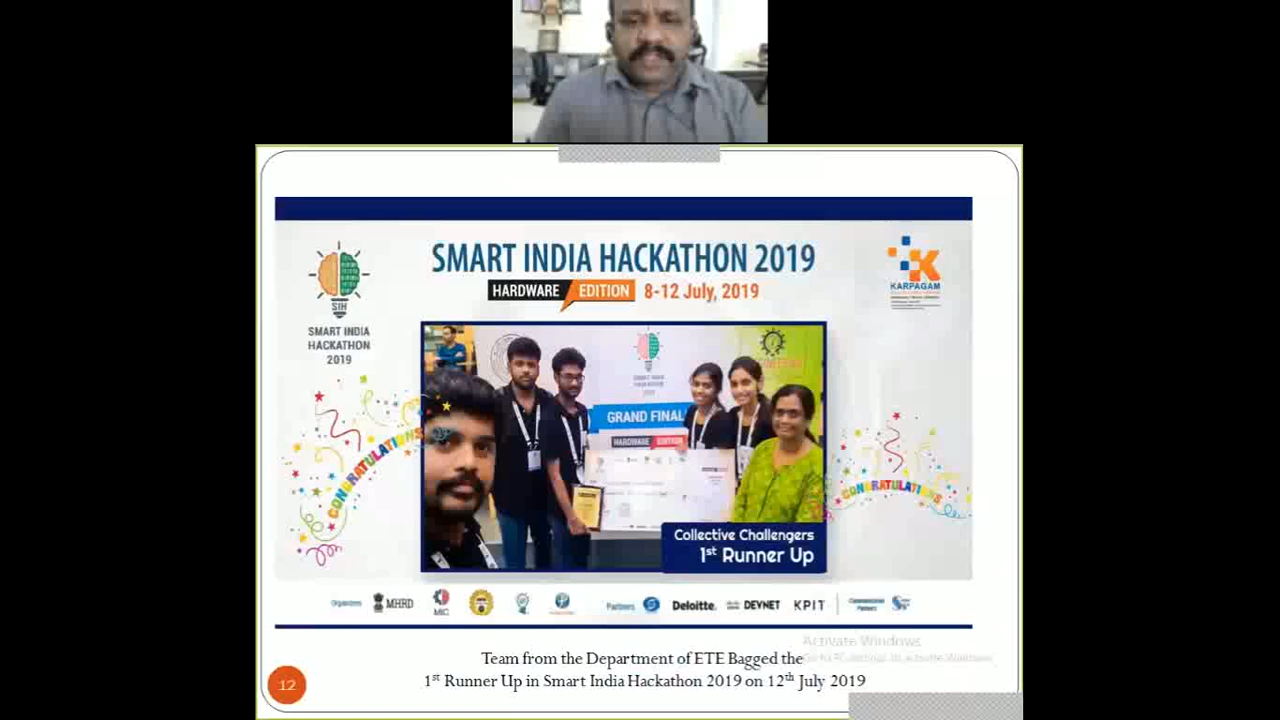 SMART INDIA HACKATHON 2019
HARDWARE EDITION 8-12 July, 2019
SIH
SMART INDIA
HACKATHON
2019
KARPAGAM
CONGRATULATIONS
GRAND FINAL
HARDWARE EDITION
CONGRATULATIONS
Collective Challengers
1st Runner Up
Organizers
MHRD
MIC
Partners
Deloitte.
DEVNET
KPIT
Activate Windows
Team from the Department of ETE Bagged the
1st Runner Up in Smart India Hackathon 2019 on 12th July 2019
12